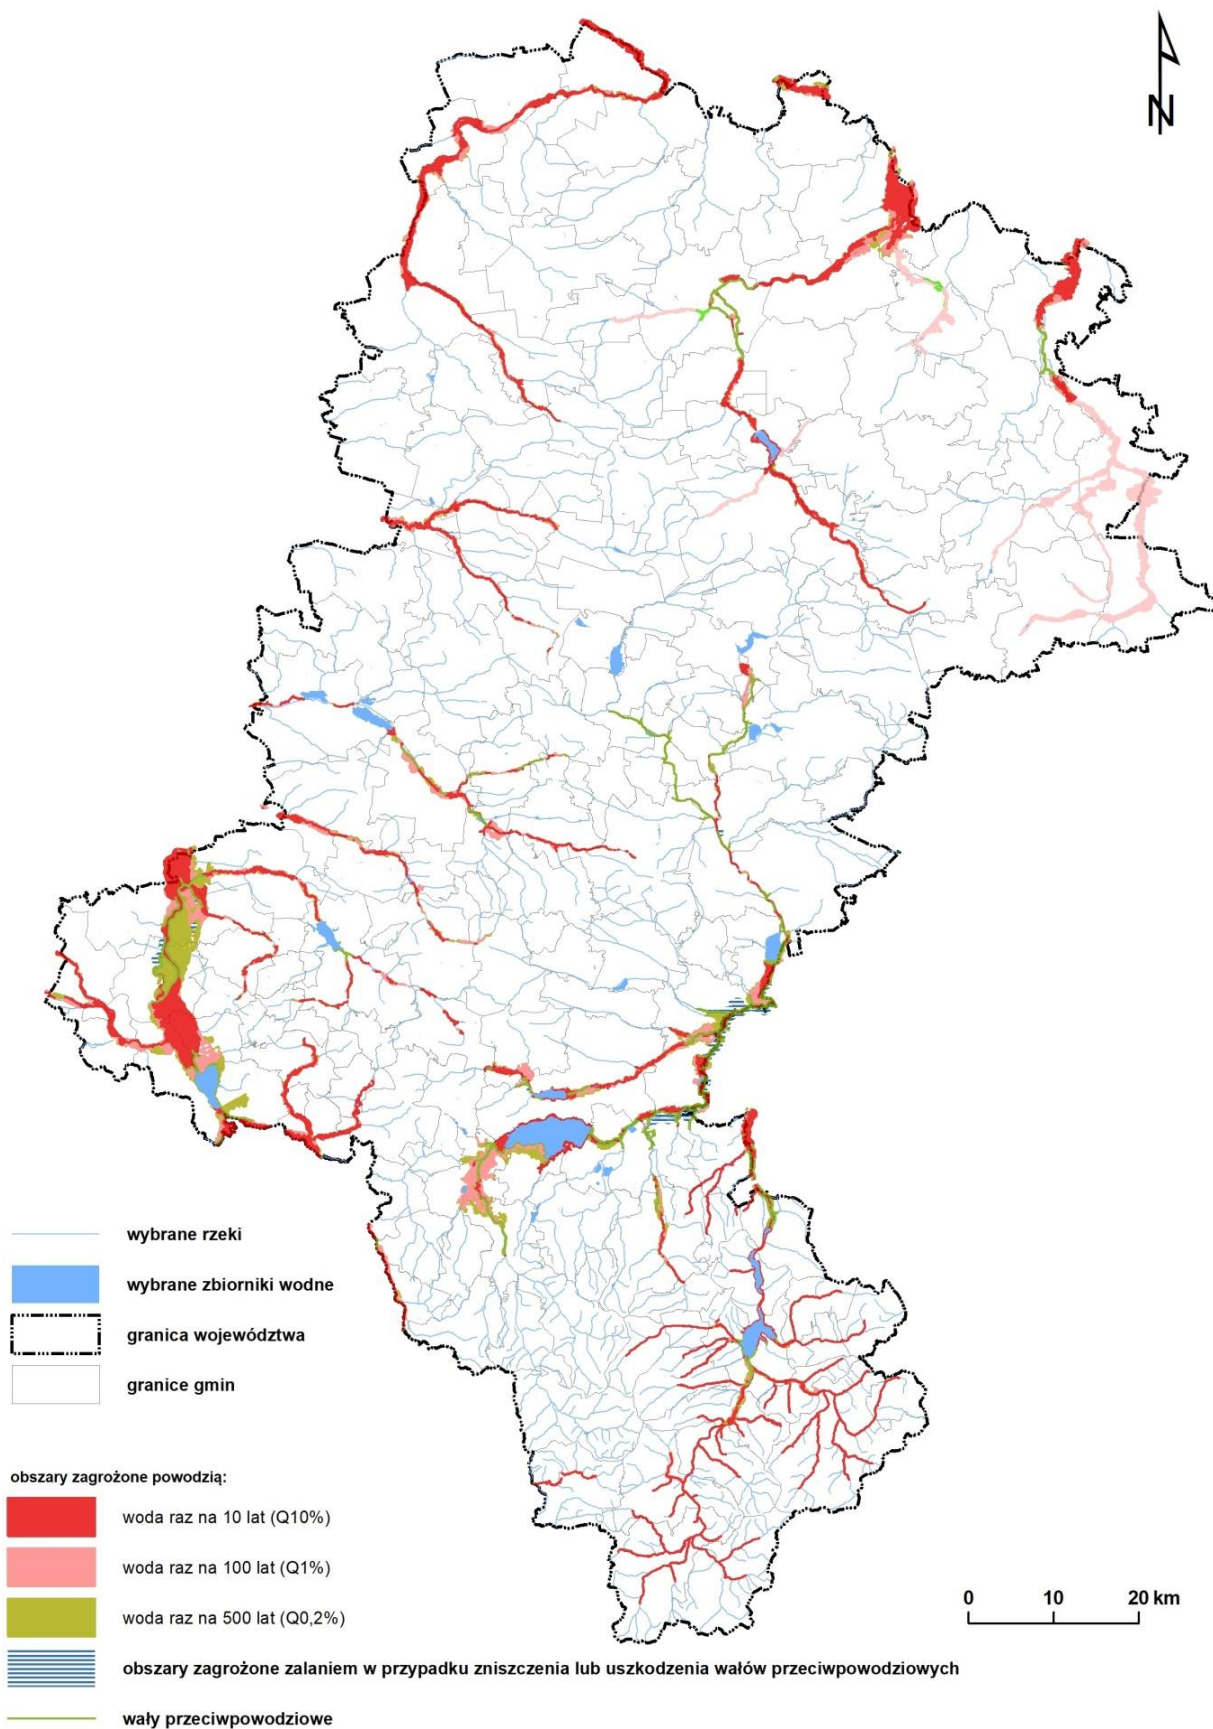 N
wybrane rzeki
wybrane zbiorniki wodne
granica województwa
granice gmin
obszary zagrożone powodzią:
woda raz na 10 lat (Q10%)
woda raz na 100 lat (Q1%)
woda raz na 500 lat (Q0,2%)
obszary zagrożone zalaniem w przypadku zniszczenia lub uszkodzenia wałów przeciwpowodziowych
wały przeciwpowodziowe
0 10 20 km